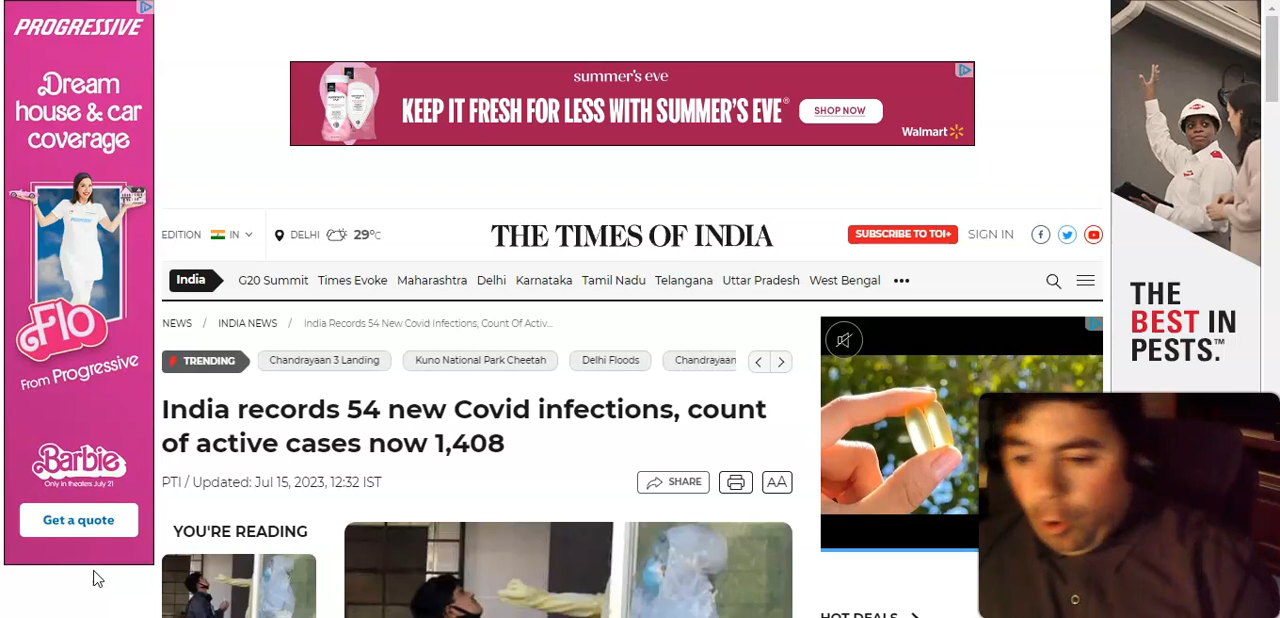 PROGRESSIVE
Dream
house & car
coverage
Flo
From Progressive
Barbie
Only in theaters July 21
Get a quote
summer's eve
KEEP IT FRESH FOR LESS WITH SUMMER'S EVE®
SHOP NOW
Walmart
EDITION IN DELHI 29°C
THE TIMES OF INDIA
SUBSCRIBE TO TOI+ SIGN IN
India G20 Summit Times Evoke Maharashtra Delhi Karnataka Tamil Nadu Telangana Uttar Pradesh West Bengal •••
NEWS / INDIA NEWS / India Records 54 New Covid Infections, Count Of Activ...
TRENDING Chandrayaan 3 Landing Kuno National Park Cheetah Delhi Floods Chandrayaan
India records 54 new Covid infections, count
of active cases now 1,408
PTI / Updated: Jul 15, 2023, 12:32 IST
SHARE AA
YOU'RE READING
HOT DEALS
THE
BEST IN
PESTS.™